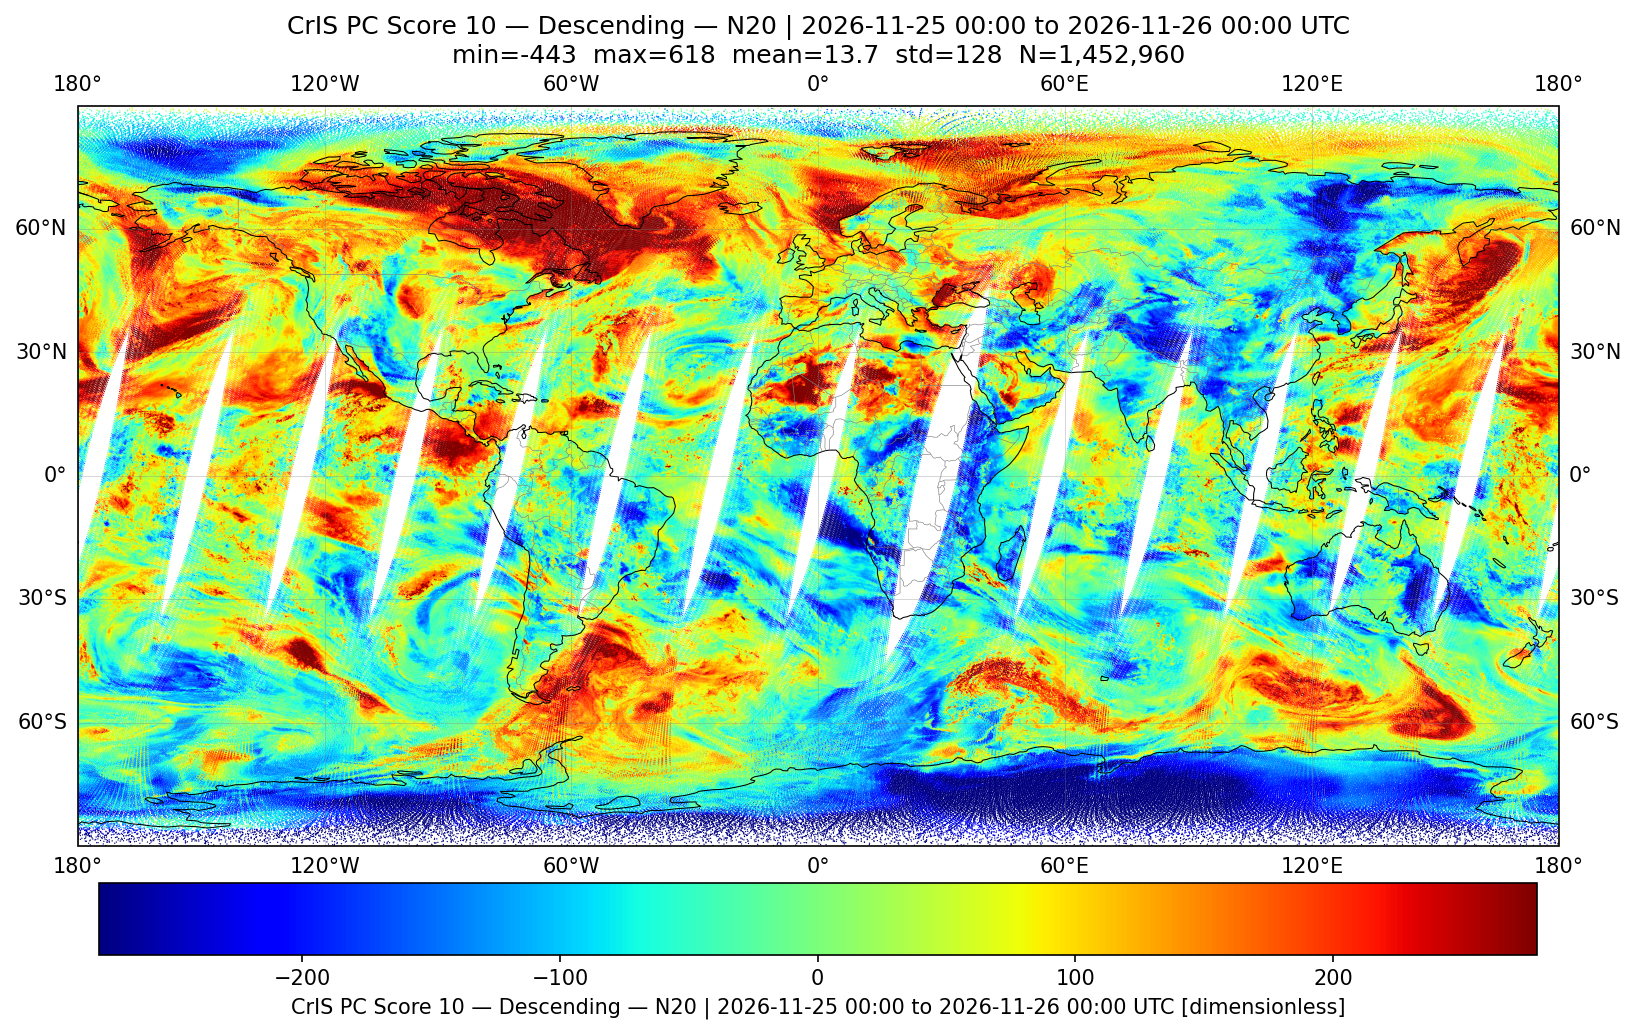 CrIS PC Score 10 — Descending — N20 | 2026-11-25 00:00 to 2026-11-26 00:00 UTC
min=-443  max=618  mean=13.7  std=128  N=1,452,960
180° 120°W 60°W 0° 60°E 120°E 180°
60°N 60°N
30°N 30°N
0° 0°
30°S 30°S
60°S 60°S
180° 120°W 60°W 0° 60°E 120°E 180°
−200 −100 0 100 200
CrIS PC Score 10 — Descending — N20 | 2026-11-25 00:00 to 2026-11-26 00:00 UTC [dimensionless]